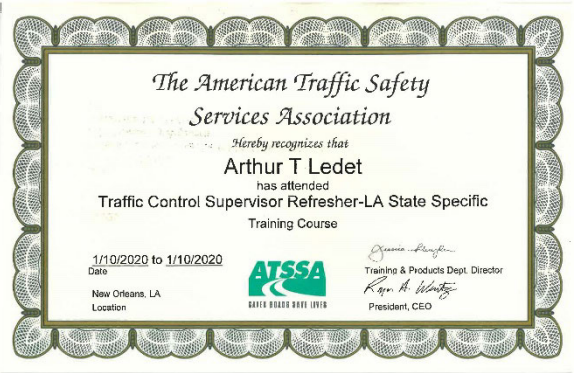 The American Traffic Safety
Services Association
Hereby recognizes that
Arthur T Ledet
has attended
Traffic Control Supervisor Refresher-LA State Specific
Training Course
1/10/2020 to 1/10/2020
Date
New Orleans, LA
Location
ATSSA
SAFER ROADS SAVE LIVES
Training & Products Dept. Director
President, CEO